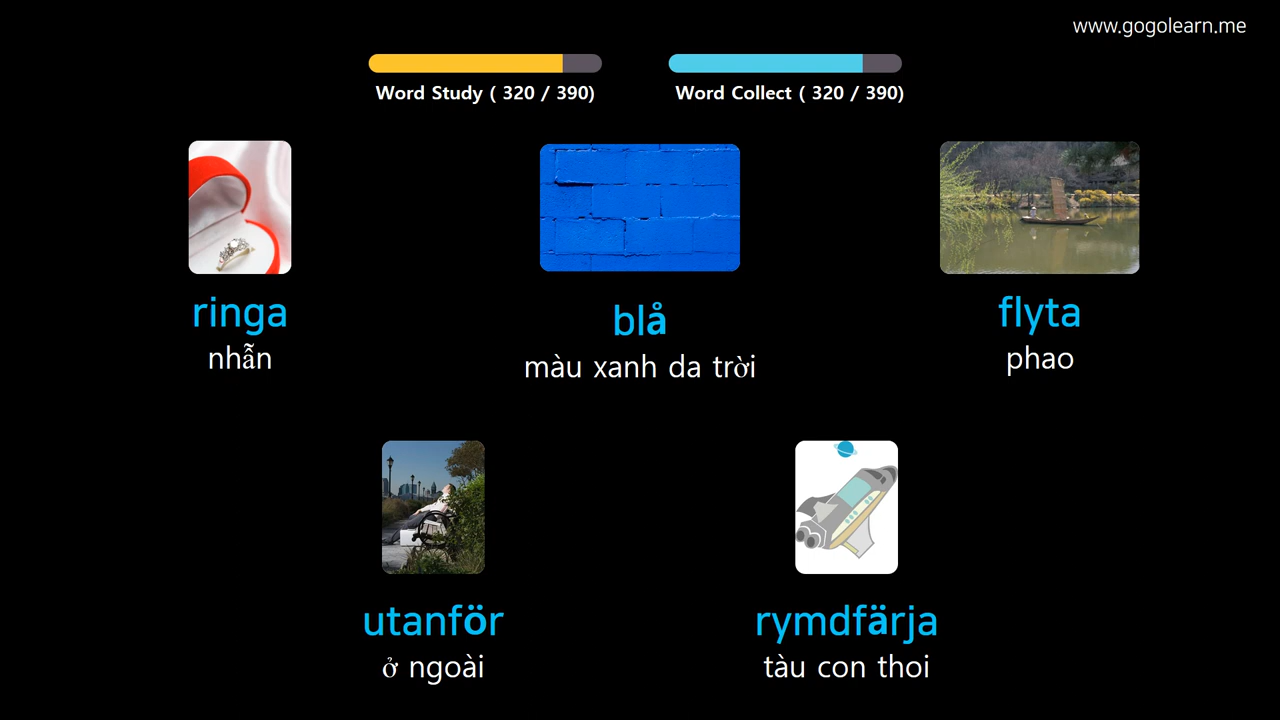 www.gogolearn.me
Word Study ( 320 / 390)
Word Collect ( 320 / 390)
ringa
nhẫn
blå
màu xanh da trời
flyta
phao
utanför
ở ngoài
rymdfärja
tàu con thoi